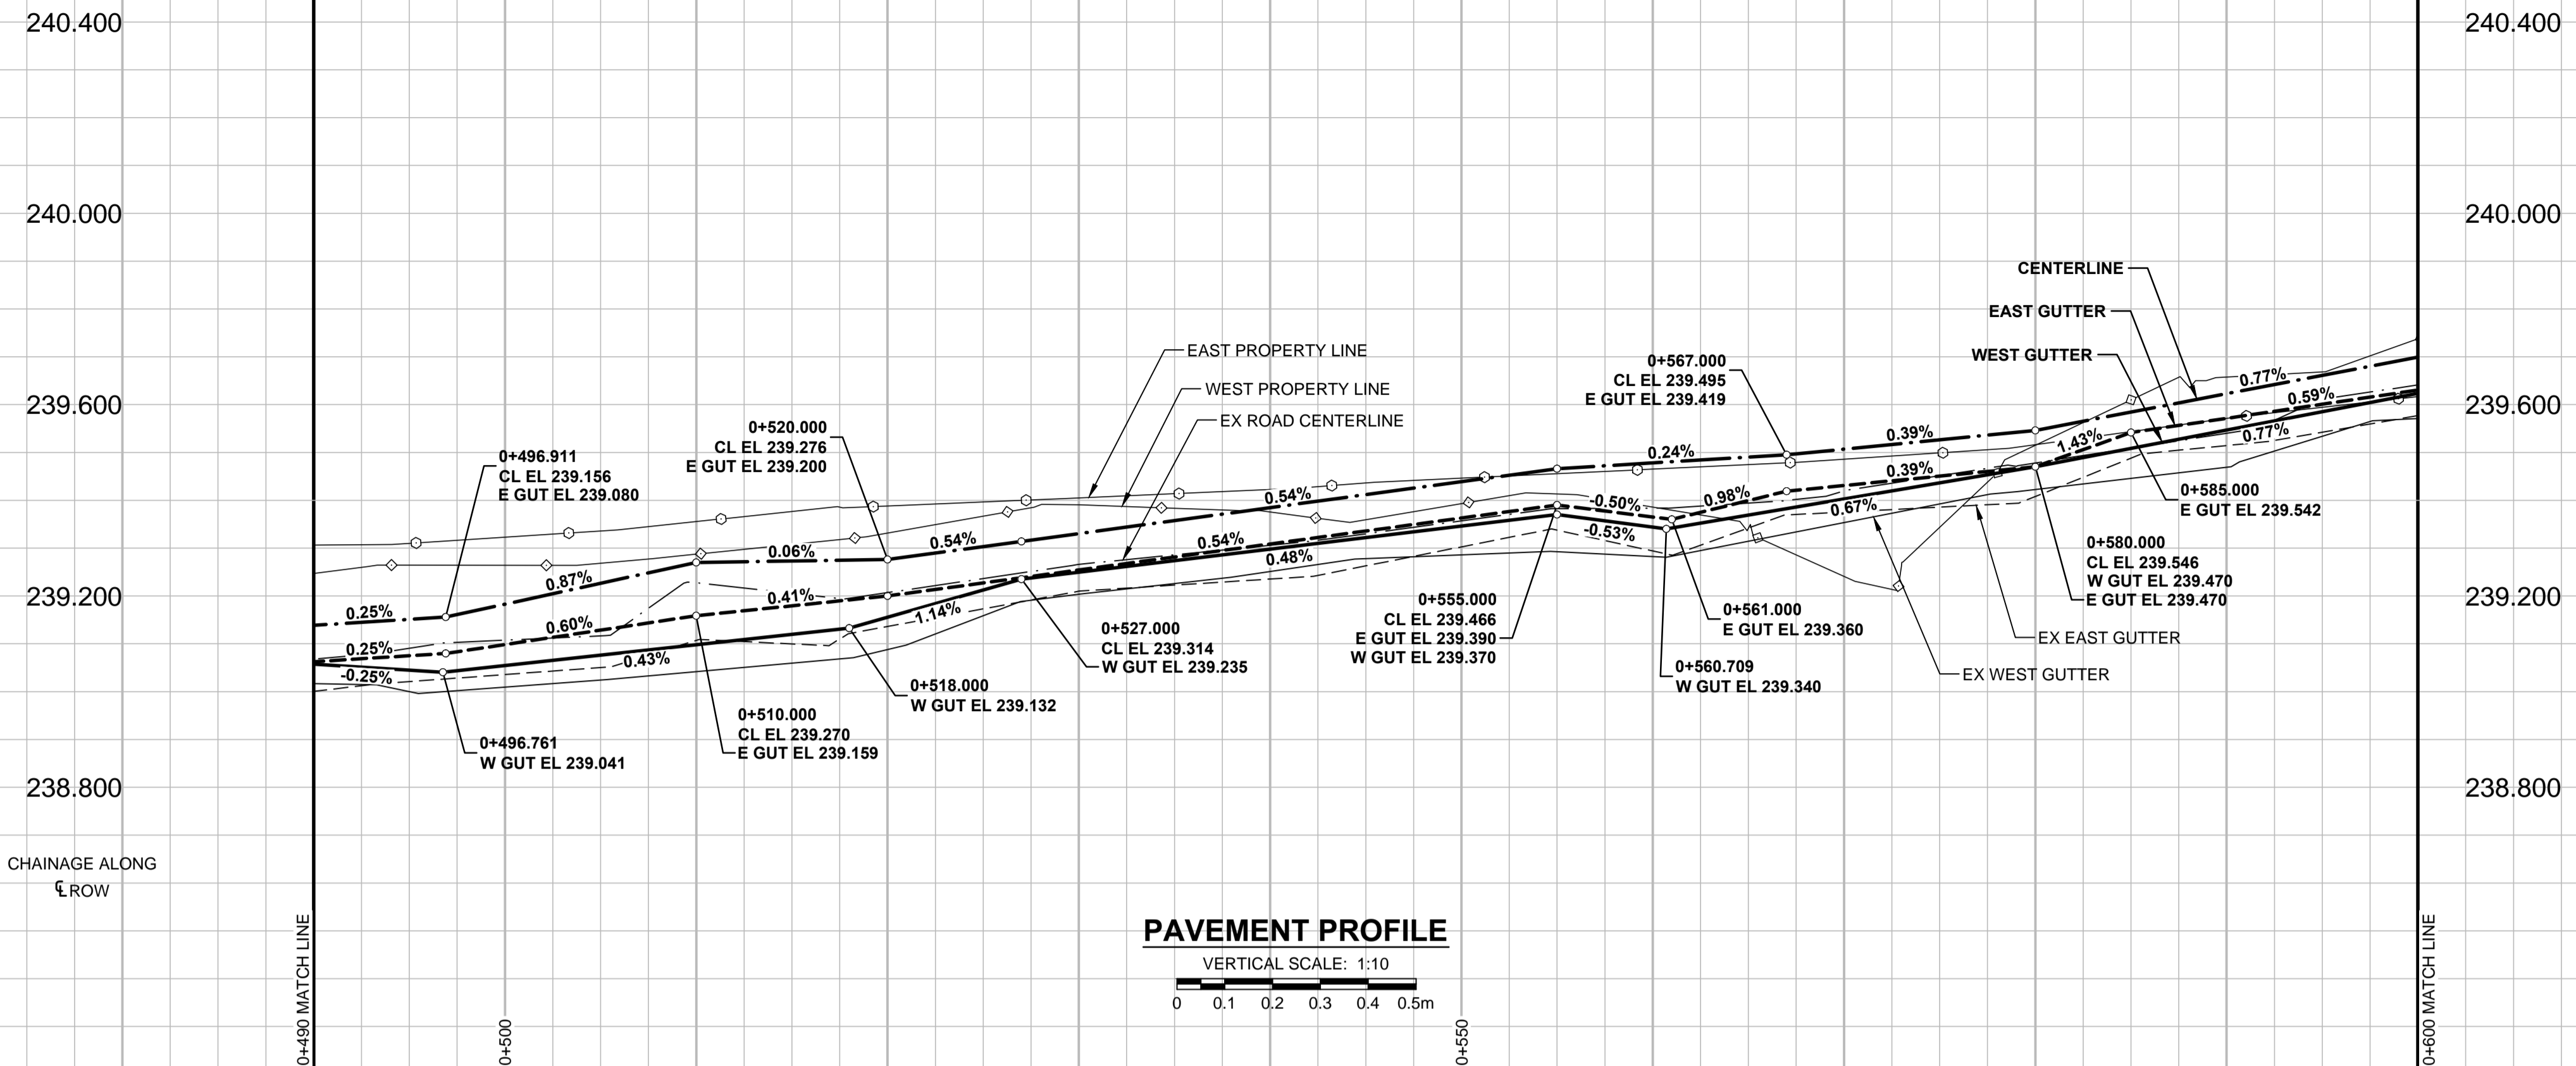 240.400
240.400
240.000
240.000
CENTERLINE
EAST GUTTER
EAST PROPERTY LINE
WEST GUTTER
0+567.000
CL EL 239.495
E GUT EL 239.419
WEST PROPERTY LINE
EX ROAD CENTERLINE
239.600
239.600
0.77%
0.59%
0.77%
1.43%
0+520.000
CL EL 239.276
E GUT EL 239.200
0+496.911
CL EL 239.156
E GUT EL 239.080
0.24%
0.39%
0.39%
0.54%
-0.50%
0.98%
0.67%
-0.53%
0+585.000
E GUT EL 239.542
0.06%
0.54%
0.54%
0.48%
0.87%
0.41%
1.14%
0.25%
0.60%
0.25%
0.43%
-0.25%
239.200
239.200
0+580.000
CL EL 239.546
W GUT EL 239.470
E GUT EL 239.470
0+555.000
CL EL 239.466
E GUT EL 239.390
W GUT EL 239.370
0+561.000
E GUT EL 239.360
0+527.000
CL EL 239.314
W GUT EL 239.235
EX EAST GUTTER
EX WEST GUTTER
0+560.709
W GUT EL 239.340
0+518.000
W GUT EL 239.132
0+510.000
CL EL 239.270
E GUT EL 239.159
0+496.761
W GUT EL 239.041
238.800
238.800
CHAINAGE ALONG
℄ ROW
0+490 MATCH LINE
0+500
0+550
0+600 MATCH LINE
PAVEMENT PROFILE
VERTICAL SCALE: 1:10
0 0.1 0.2 0.3 0.4 0.5m